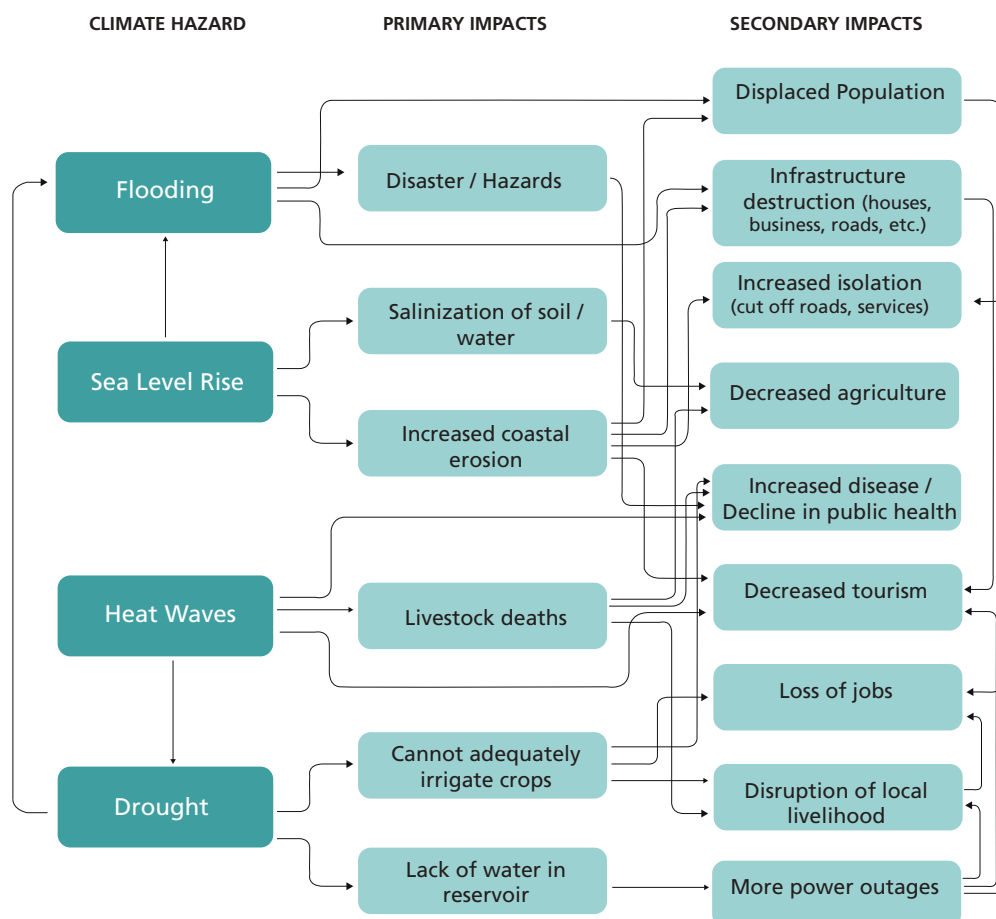 CLIMATE HAZARD
PRIMARY IMPACTS
SECONDARY IMPACTS
Flooding
Sea Level Rise
Heat Waves
Drought
Disaster / Hazards
Salinization of soil /
water
Increased coastal
erosion
Livestock deaths
Cannot adequately
irrigate crops
Lack of water in
reservoir
Displaced Population
Infrastructure
destruction (houses,
business, roads, etc.)
Increased isolation
(cut off roads, services)
Decreased agriculture
Increased disease /
Decline in public health
Decreased tourism
Loss of jobs
Disruption of local
livelihood
More power outages